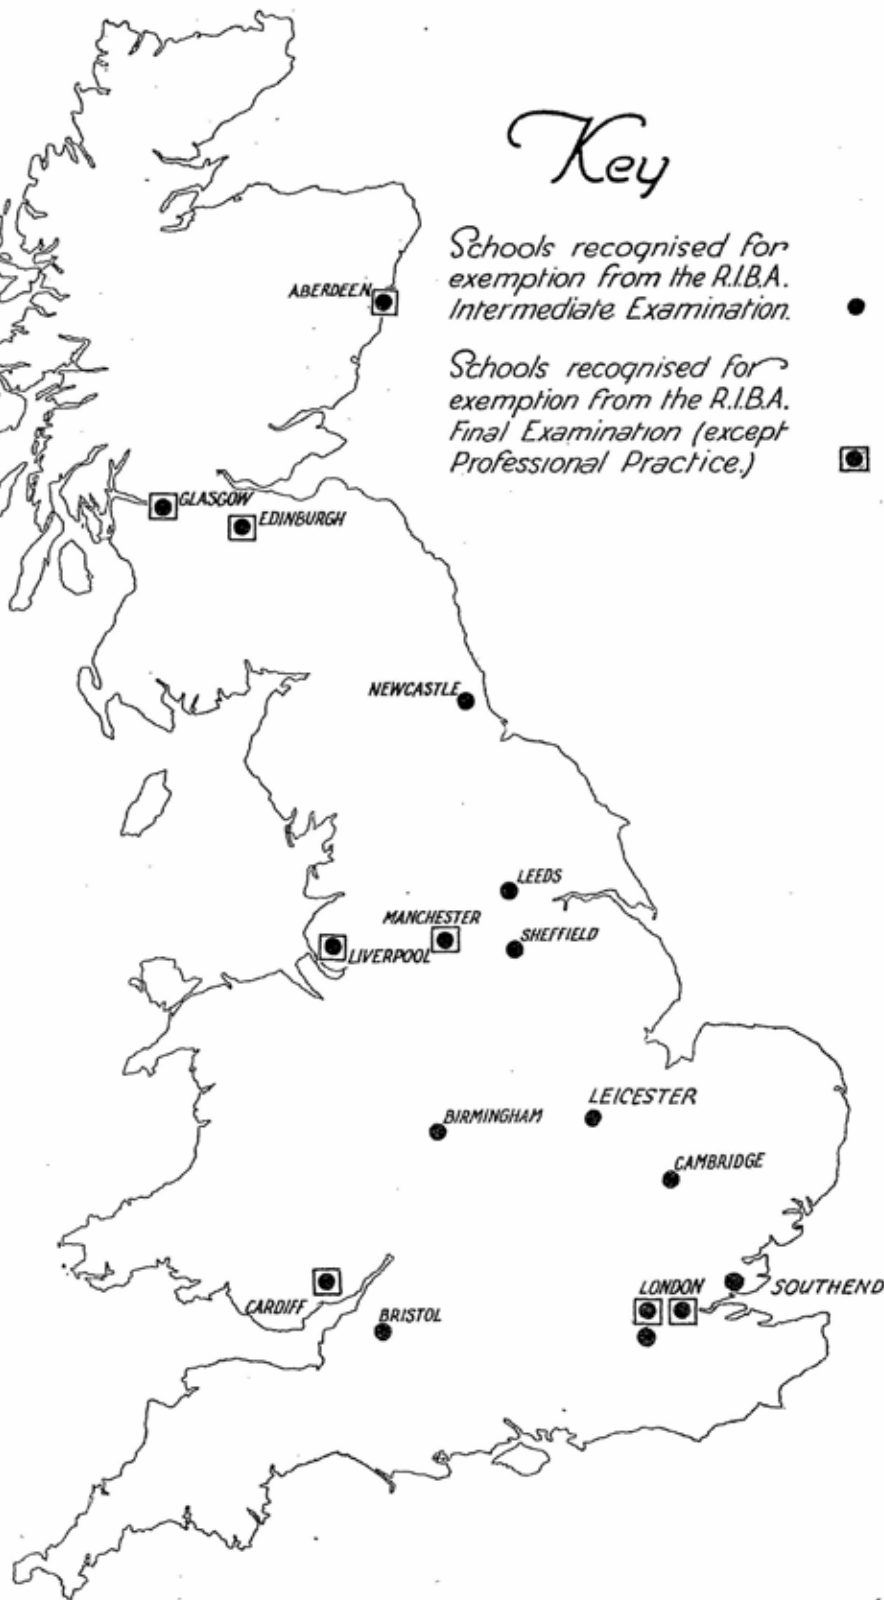 Key
Schools recognised for
exemption from the R.I.B.A.
Intermediate Examination.
Schools recognised for
exemption from the R.I.B.A.
Final Examination (except
Professional Practice.)
ABERDEEN
GLASGOW
EDINBURGH
NEWCASTLE
LEEDS
MANCHESTER
SHEFFIELD
LIVERPOOL
LEICESTER
BIRMINGHAM
CAMBRIDGE
LONDON
SOUTHEND
CARDIFF
BRISTOL